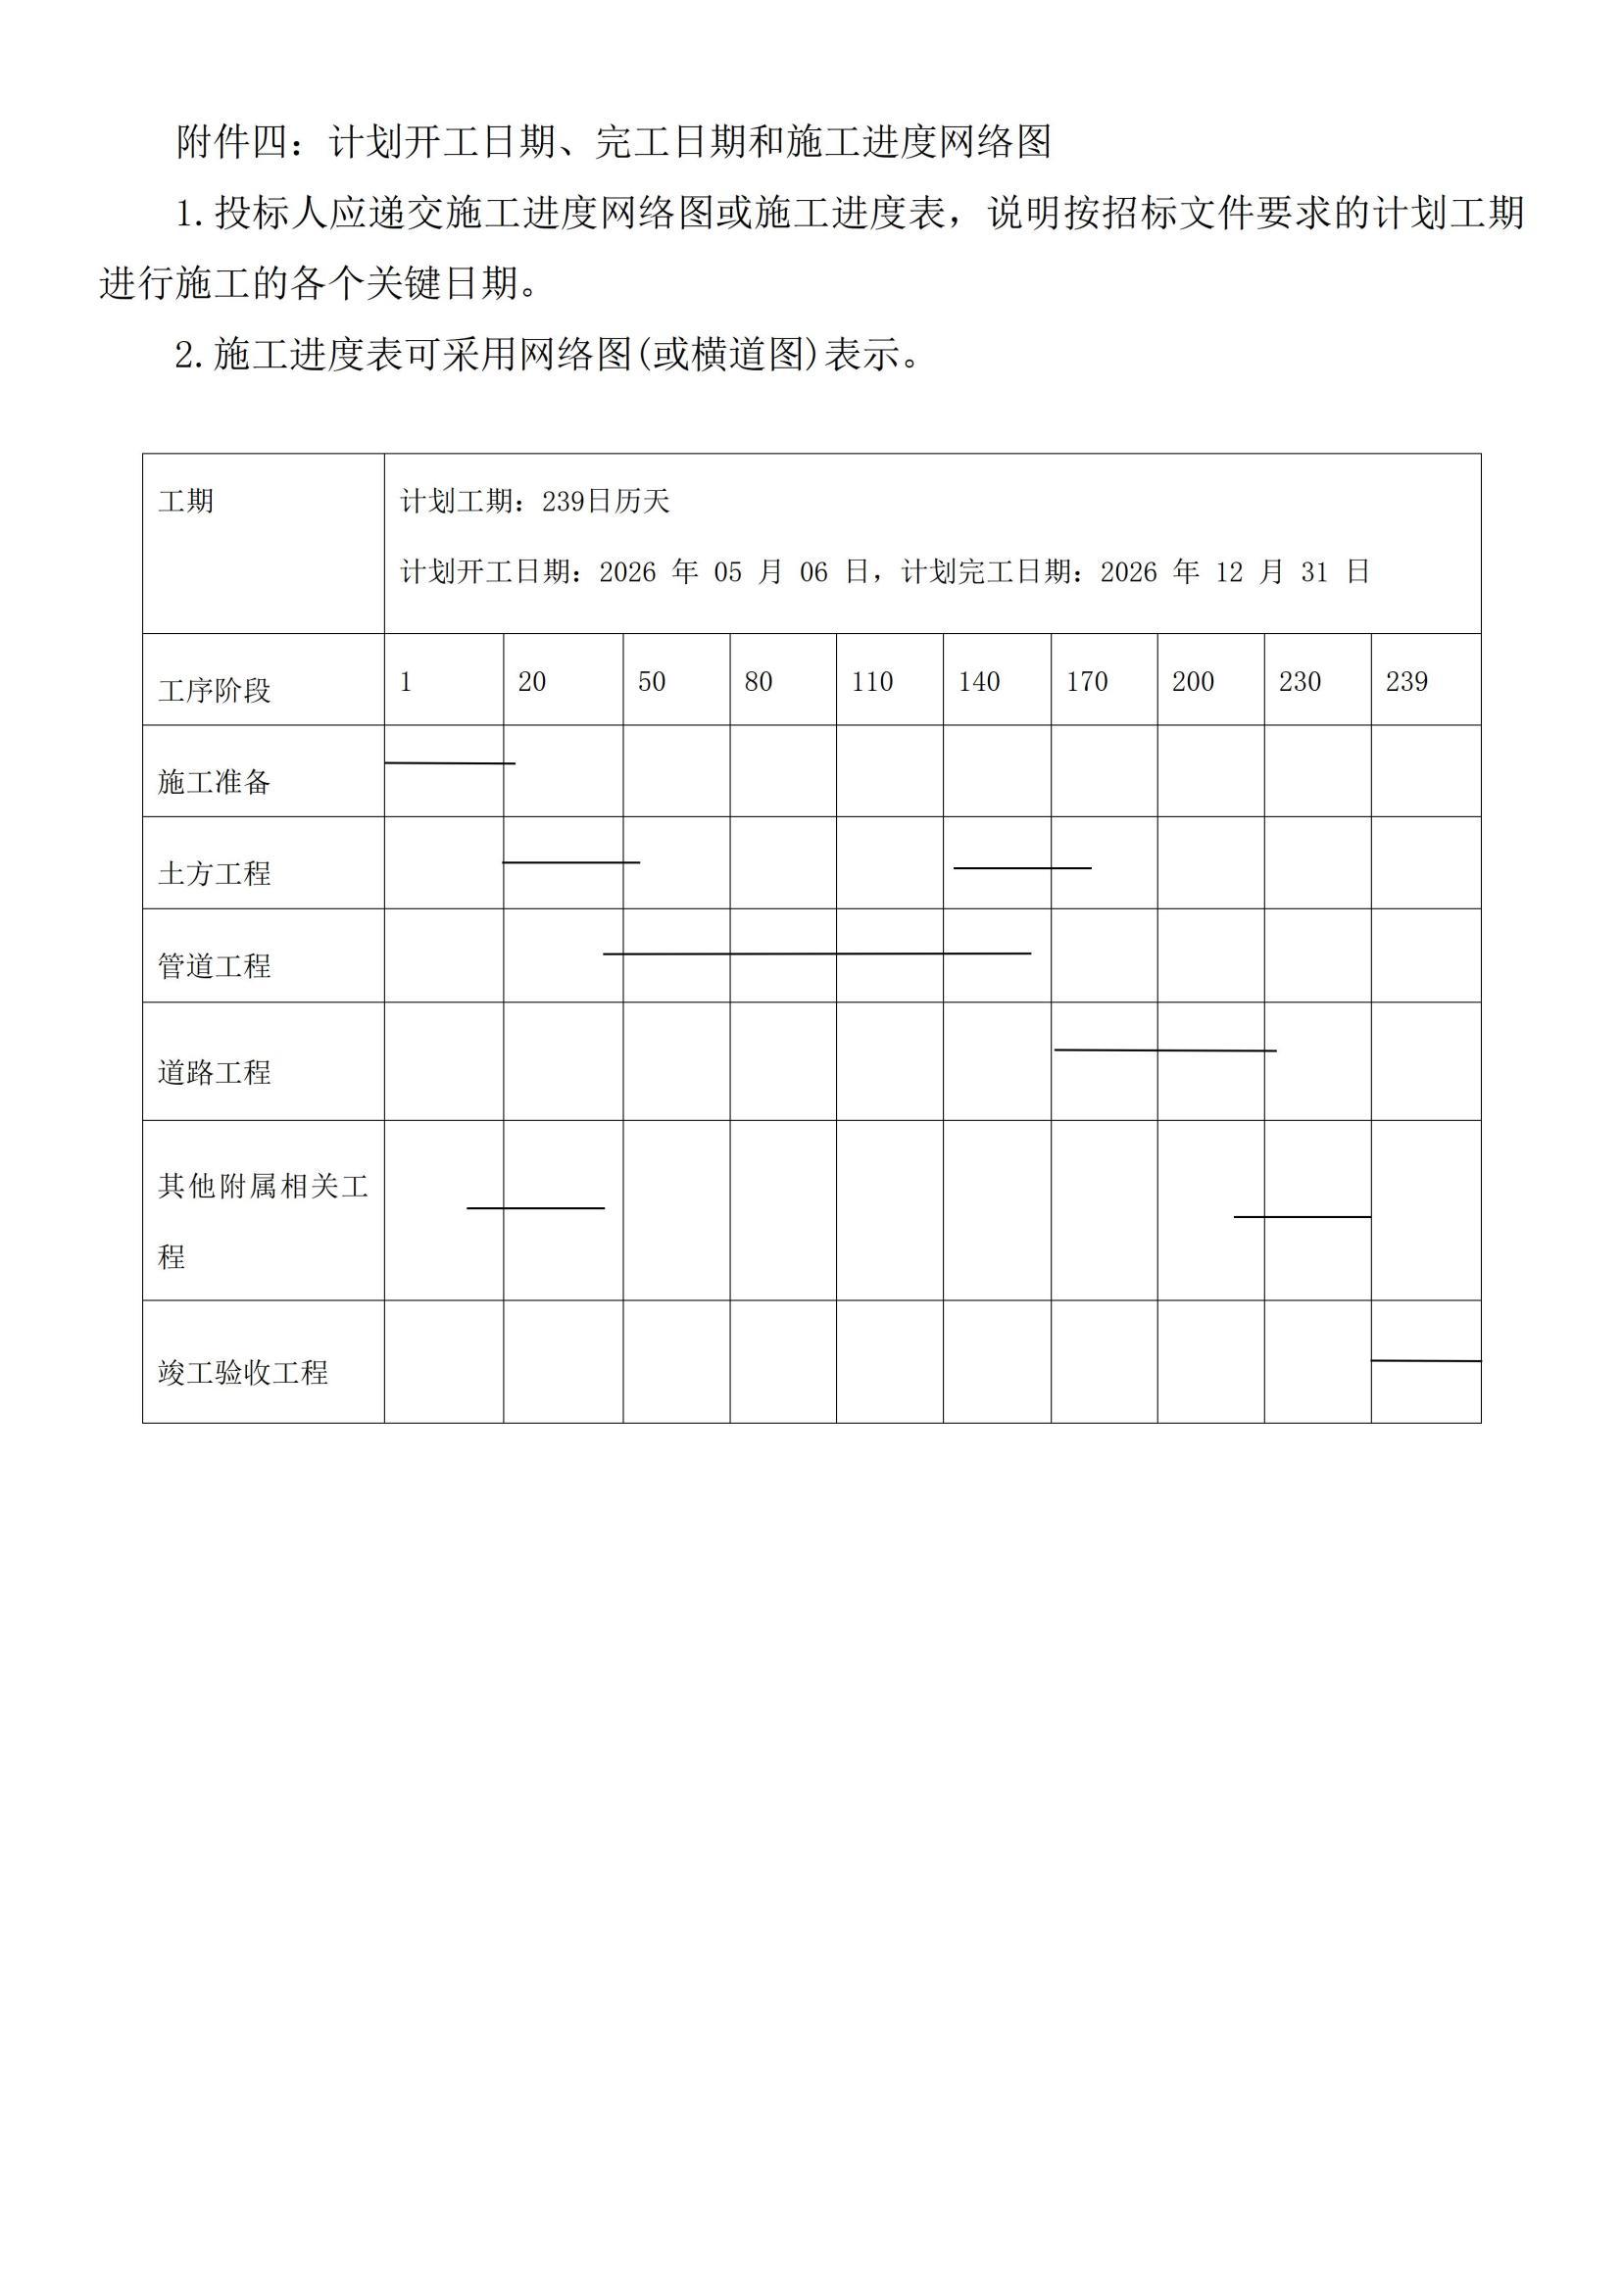 附件四：计划开工日期、完工日期和施工进度网络图
1.投标人应递交施工进度网络图或施工进度表，说明按招标文件要求的计划工期
进行施工的各个关键日期。
2.施工进度表可采用网络图(或横道图)表示。
工期
计划工期：239日历天
计划开工日期：2026 年 05 月 06 日，计划完工日期：2026 年 12 月 31 日
工序阶段 1 20 50 80 110 140 170 200 230 239
施工准备
土方工程
管道工程
道路工程
其他附属相关工
程
竣工验收工程